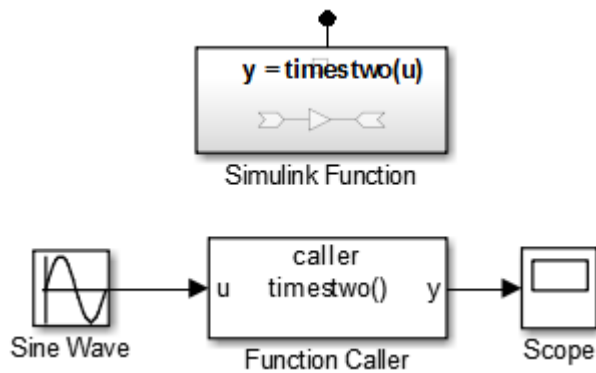 y = timestwo(u)
Simulink Function
caller
u timestwo() y
Sine Wave
Function Caller
Scope